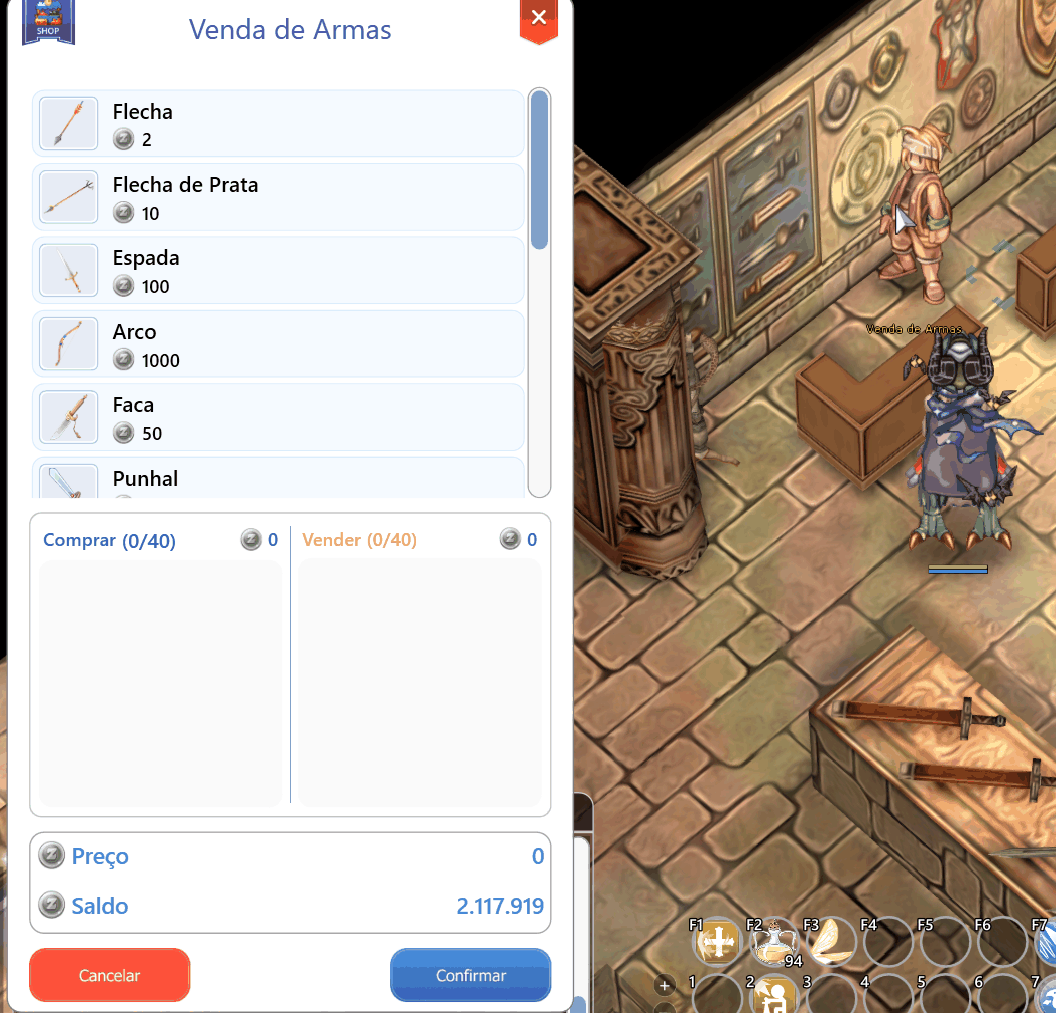 SHOP
Venda de Armas
Flecha
2
Flecha de Prata
10
Espada
100
Arco
1000
Faca
50
Punhal
Comprar (0/40) 0
Vender (0/40) 0
Preço 0
Saldo 2.117.919
Cancelar
Confirmar
Venda de Armas
F1 F2 F3 F4 F5 F6 F7
94
1 2 3 4 5 6 7